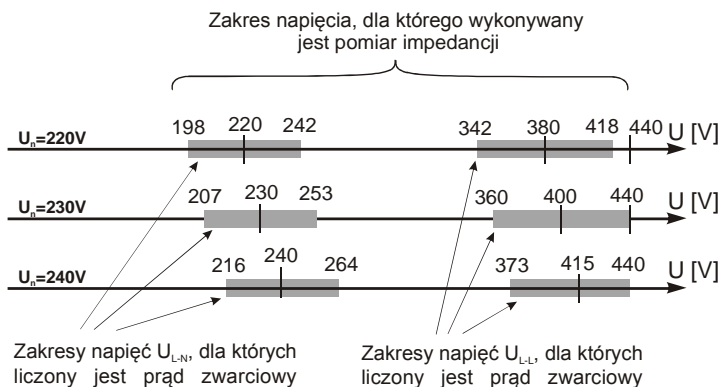 Zakres napięcia, dla którego wykonywany
jest pomiar impedancji
198 220 242 342 380 418 440 U [V]
Uₙ=220V
207 230 253 360 400 440 U [V]
Uₙ=230V
216 240 264 373 415 440 U [V]
Uₙ=240V
Zakresy napięć U_L-N, dla których
liczony jest prąd zwarciowy
Zakresy napięć U_L-L, dla których
liczony jest prąd zwarciowy